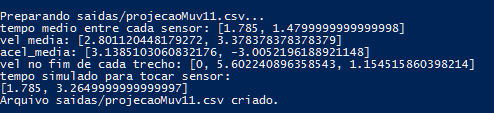 Preparando saidas/projecaoMuv11.csv...
tempo medio entre cada sensor: [1.785, 1.4799999999999998]
vel media: [2.801120448179272, 3.378378378378379]
acel_media: [3.1385103060832176, -3.0052196188921148]
vel no fim de cada trecho: [0, 5.602240896358543, 1.154515860398214]
tempo simulado para tocar sensor:
[1.785, 3.2649999999999997]
Arquivo saidas/projecaoMuv11.csv criado.